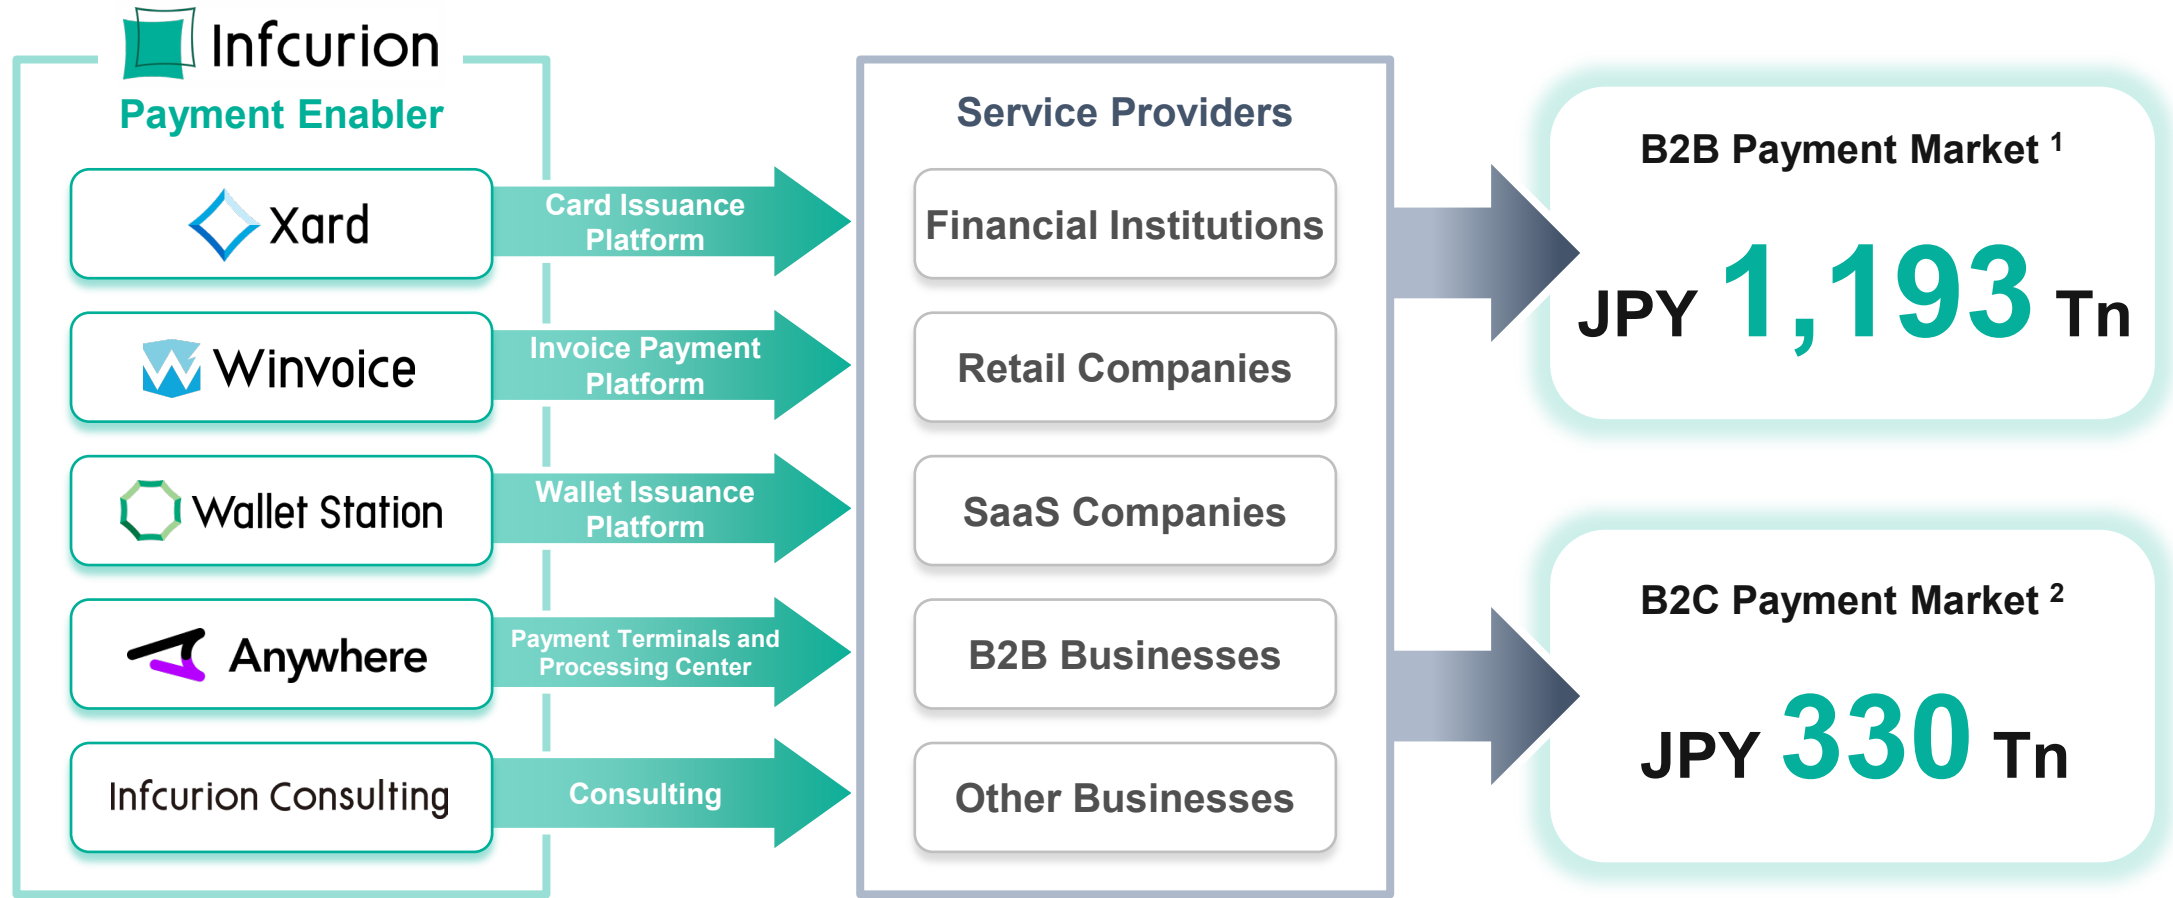 Infcurion
Payment Enabler
Xard
Card Issuance
Platform
Winvoice
Invoice Payment
Platform
Wallet Station
Wallet Issuance
Platform
Anywhere
Payment Terminals and
Processing Center
Infcurion Consulting
Consulting
Service Providers
Financial Institutions
Retail Companies
SaaS Companies
B2B Businesses
Other Businesses
B2B Payment Market 1
JPY 1,193 Tn
B2C Payment Market 2
JPY 330 Tn